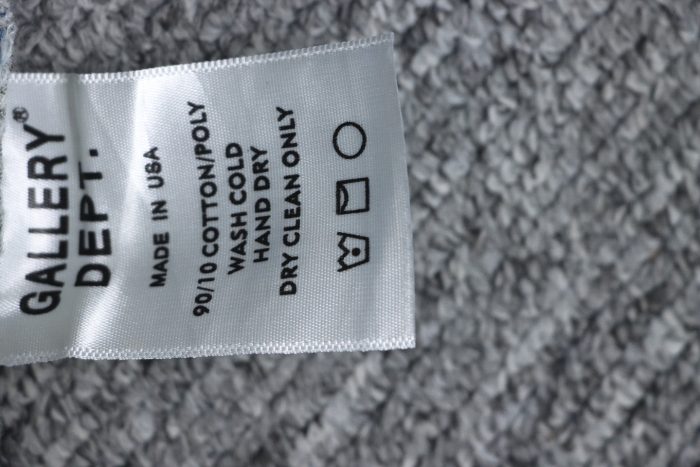 GALLERY®
DEPT.
MADE IN USA
90/10 COTTON/POLY
WASH COLD
HAND DRY
DRY CLEAN ONLY